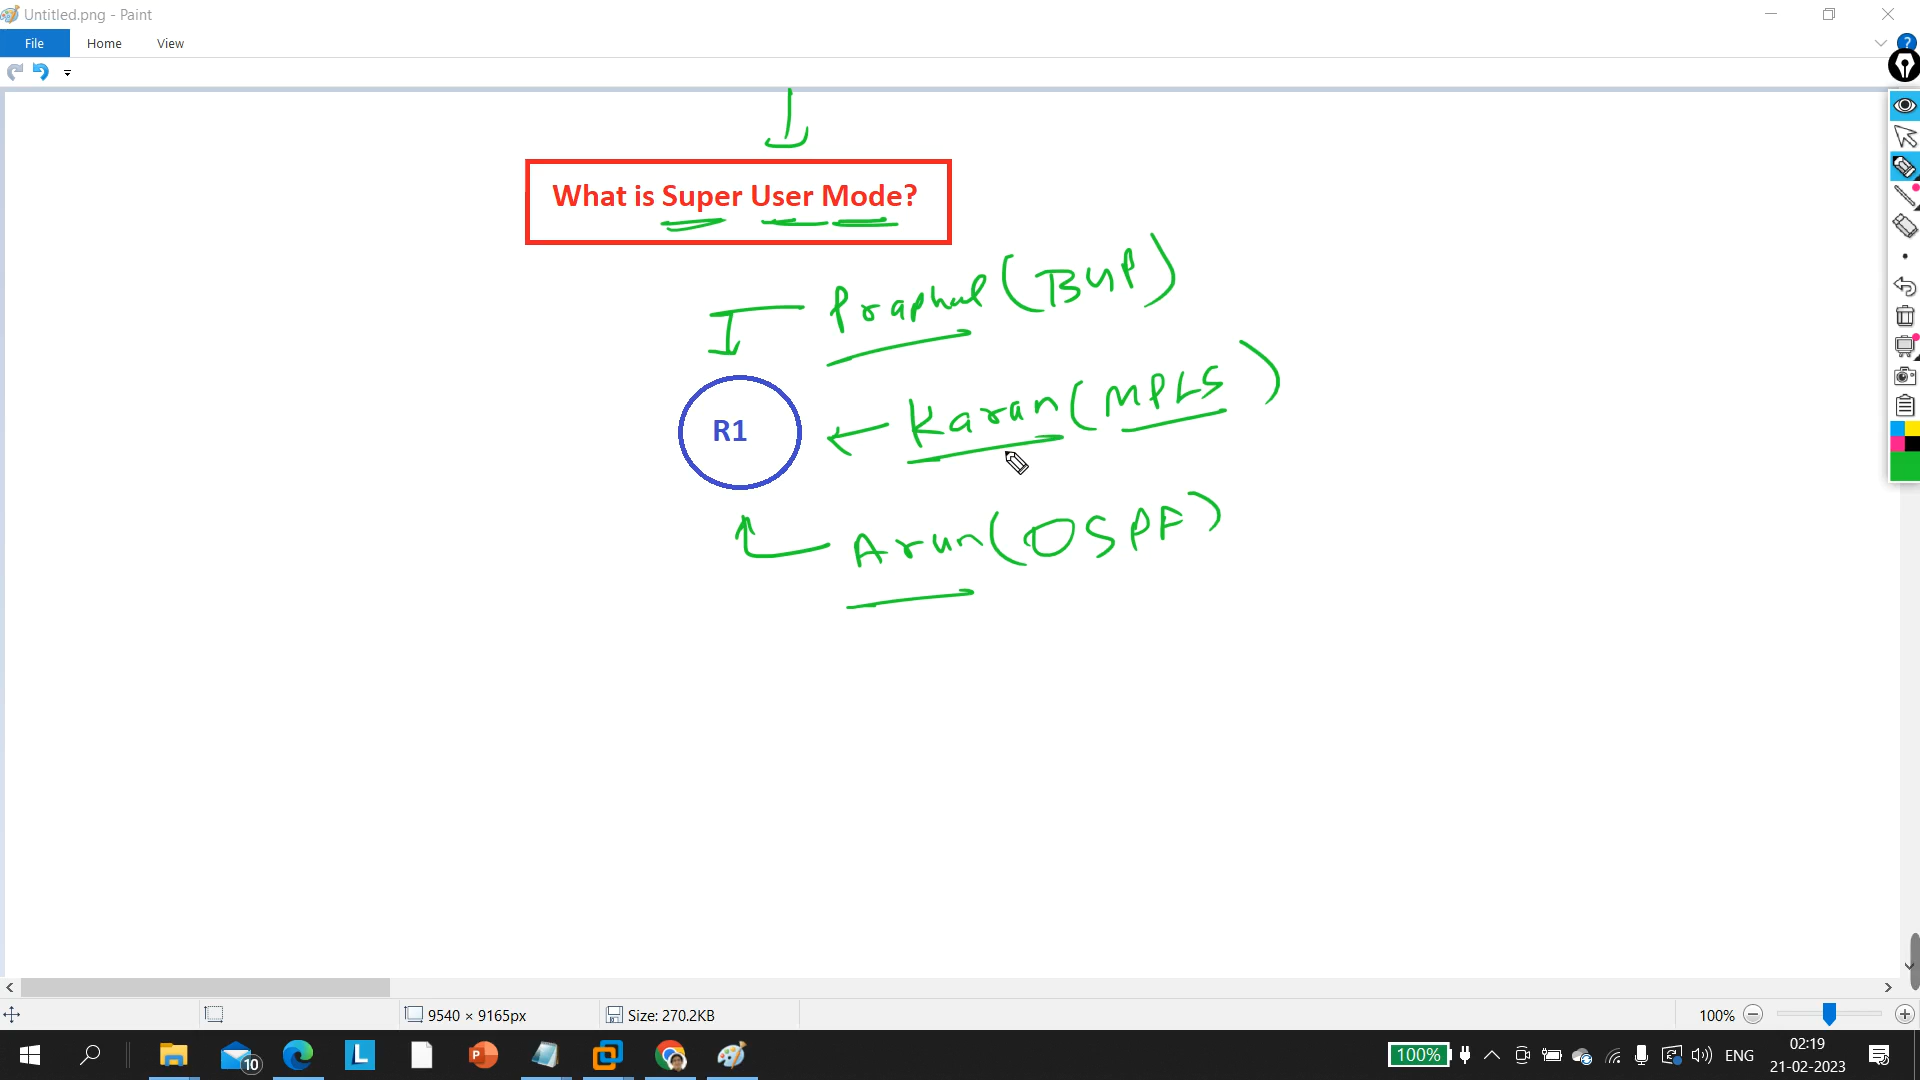 Untitled.png - Paint
File Home View
What is Super User Mode?
Praphul (BGP)
R1
Karan (MPLS)
Arun (OSPF)
9540 × 9165px
Size: 270.2KB
100%
10
L
P
100%
ENG
02:19
21-02-2023